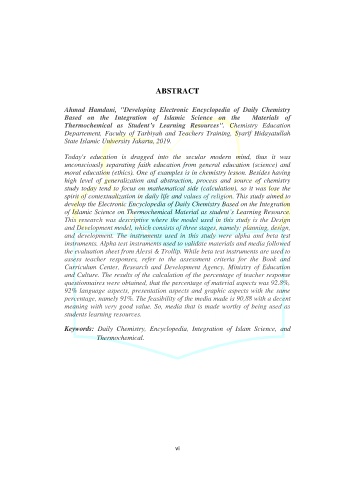 ABSTRACT
Ahmad Hamdani, "Developing Electronic Encyclopedia of Daily Chemistry
Based on the Integration of Islamic Science on the Materials of
Thermochemical as Student's Learning Resources". Chemistry Education
Departement, Faculty of Tarbiyah and Teachers Training, Syarif Hidayatullah
State Islamic University Jakarta, 2019.
Today's education is dragged into the secular modern mind, thus it was
unconsciously separating faith education from general education (science) and
moral education (ethics). One of examples is in chemistry lesson. Besides having
high level of generalization and abstraction, process and source of chemistry
study today tend to focus on mathematical side (calculation), so it was lose the
spirit of contextualization in daily life and values of religion. This study aimed to
develop the Electronic Encyclopedia of Daily Chemistry Based on the Integration
of Islamic Science on Thermochemical Material as student's Learning Resource.
This research was descriptive where the model used in this study is the Design
and Development model, which consists of three stages, namely: planning, design,
and development. The instruments used in this study were alpha and beta test
instruments. Alpha test instruments used to validate materials and media followed
the evaluation sheet from Alessi & Trollip. While beta test instruments are used to
assess teacher responses, refer to the assessment criteria for the Book and
Curriculum Center, Research and Development Agency, Ministry of Education
and Culture. The results of the calculation of the percentage of teacher response
questionnaires were obtained, that the percentage of material aspects was 92.8%,
92% language aspects, presentation aspects and graphic aspects with the same
percentage, namely 91%. The feasibility of the media made is 90.88 with a decent
meaning with very good value. So, media that is made worthy of being used as
students learning resources.
Keywords: Daily Chemistry, Encyclopedia, Integration of Islam Science, and
Thermochemical.
vi